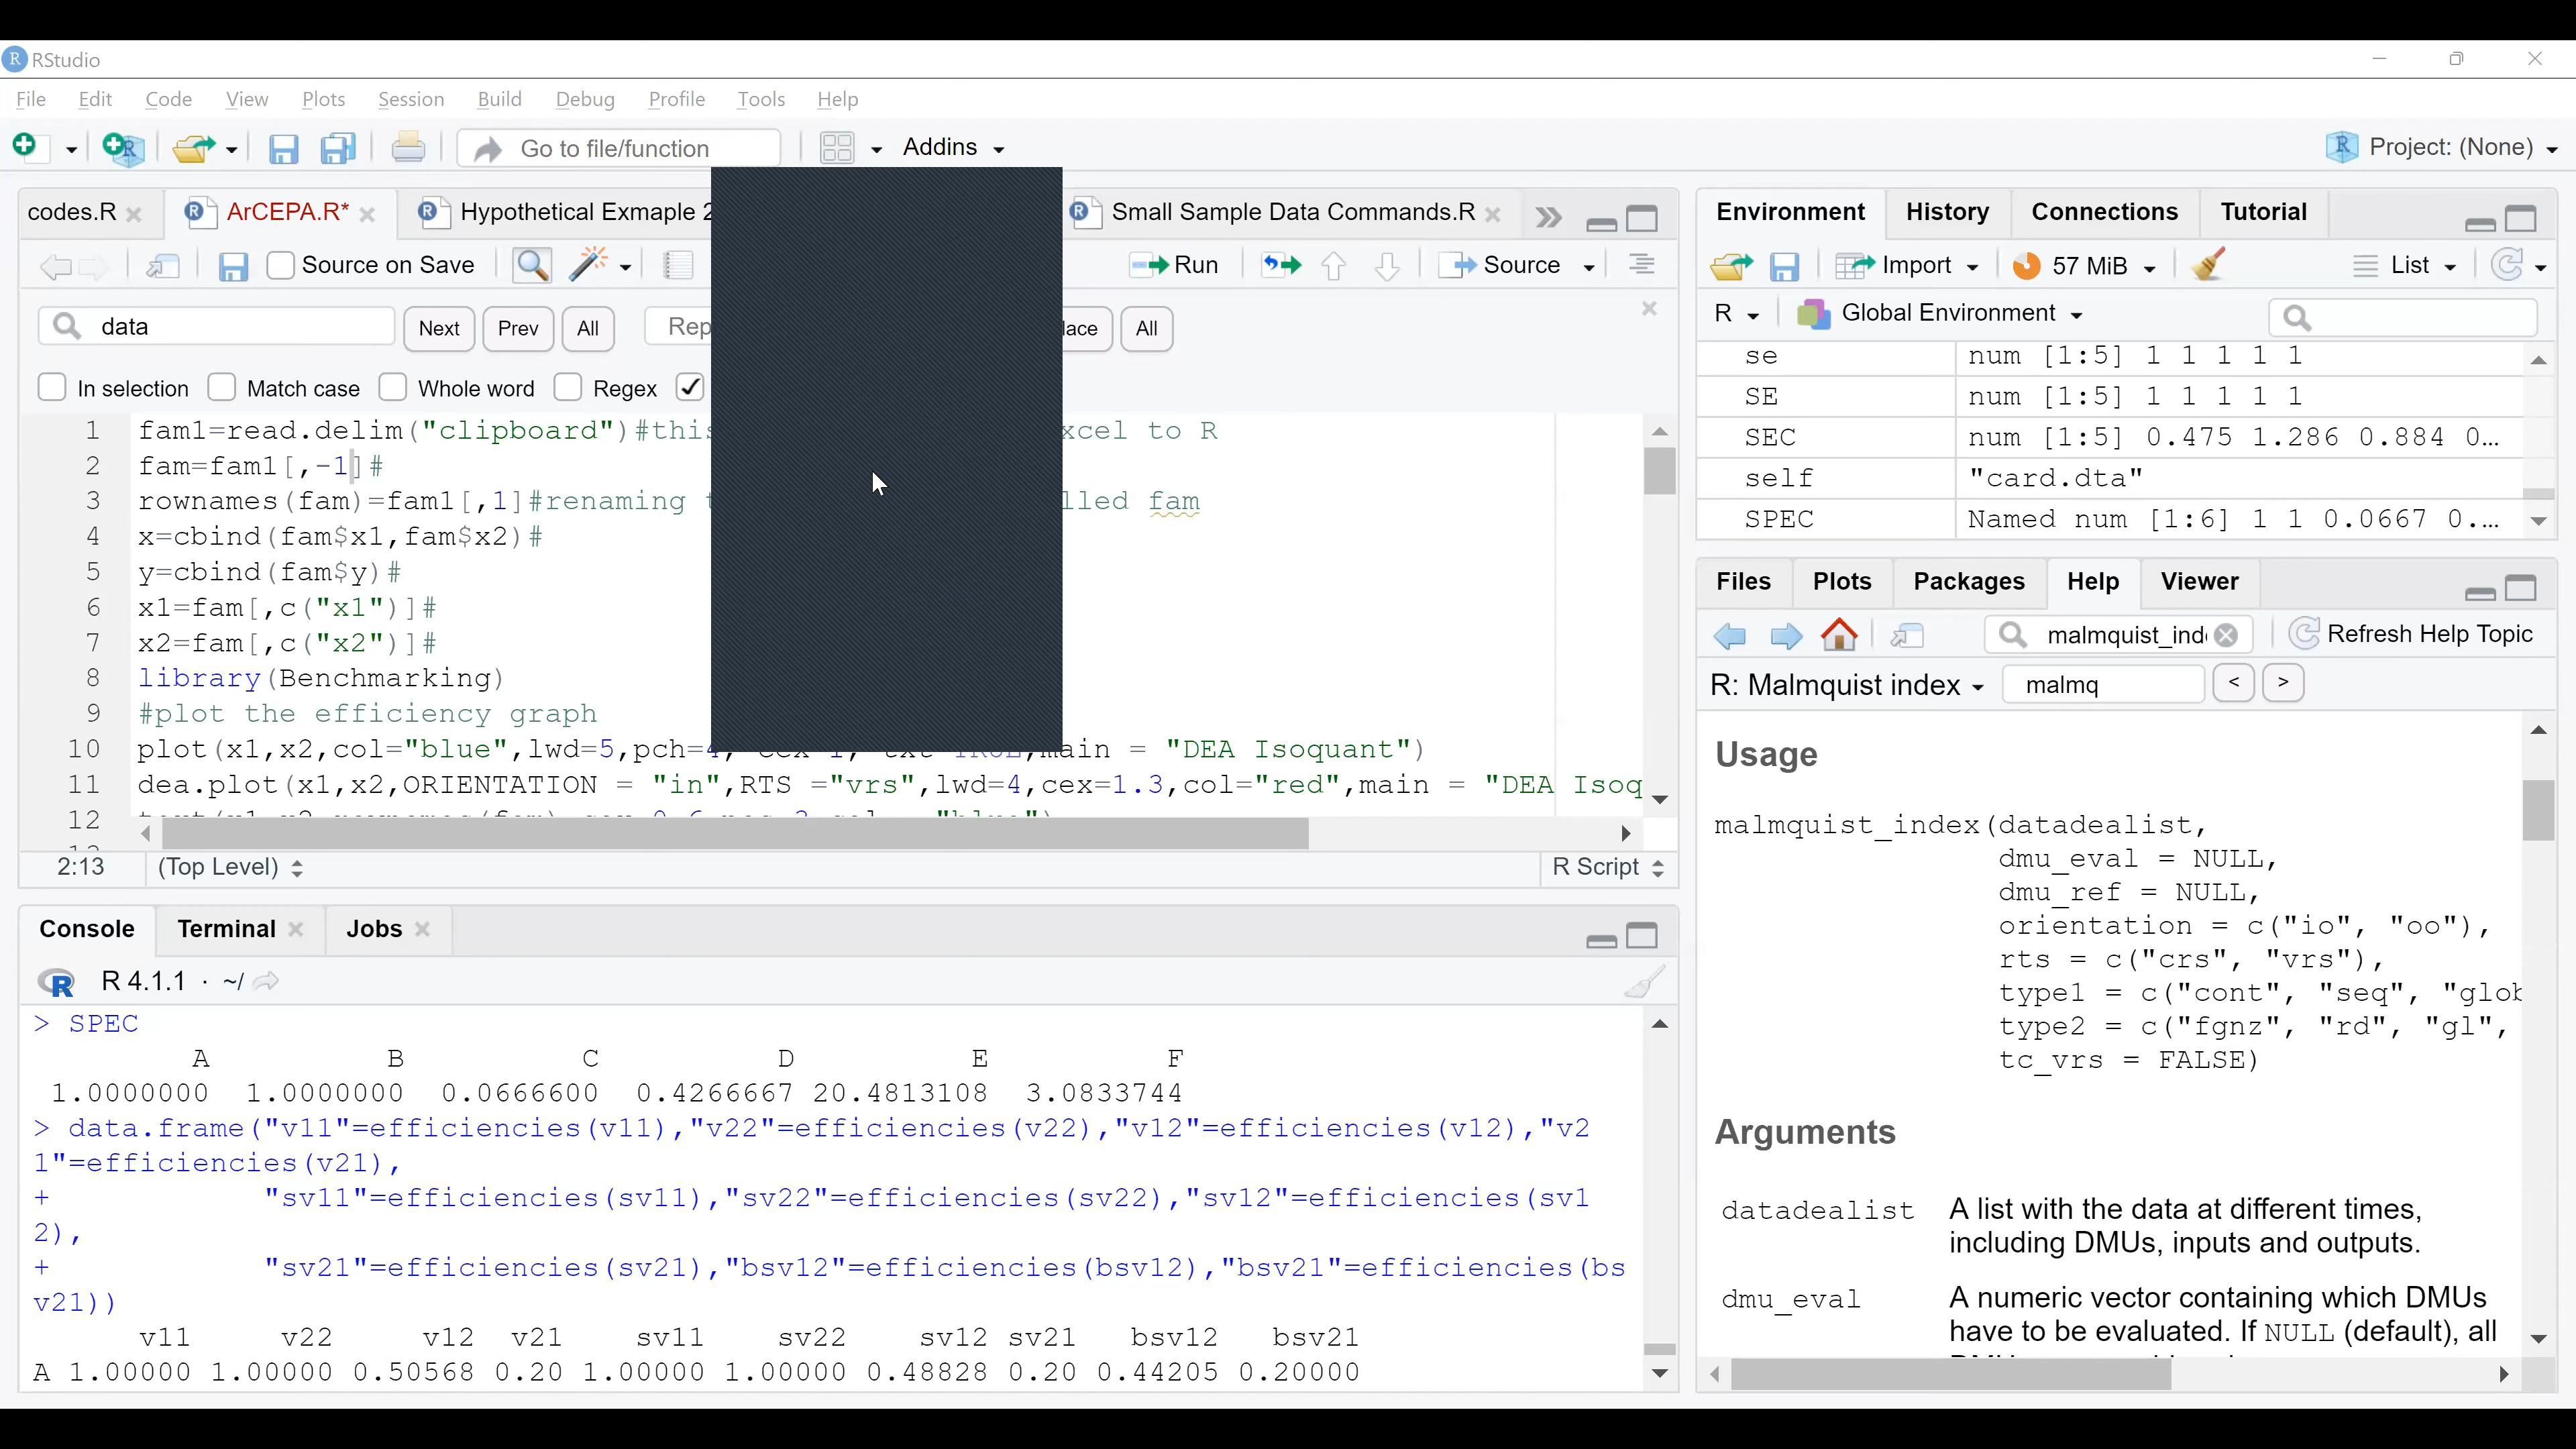 RStudio
File Edit Code View Plots Session Build Debug Profile Tools Help
Go to file/function Addins Project: (None)
codes.R ArCEPA.R* Hypothetical Exmaple Small Sample Data Commands.R
Source on Save Run Source
data Next Prev All All
In selection Match case Whole word Regex
1 fam1=read.delim("clipboard")#this to R
2 fam=fam1[,-1]#
3 rownames(fam)=fam1[,1]#renaming fam
4 x=cbind(fam$x1,fam$x2)#
5 y=cbind(fam$y)#
6 x1=fam[,c("x1")]#
7 x2=fam[,c("x2")]#
8 library(Benchmarking)
9 #plot the efficiency graph
10 plot(x1,x2,col="blue",lwd=5,pch=4, main = "DEA Isoquant")
11 dea.plot(x1,x2,ORIENTATION = "in",RTS ="vrs",lwd=4,cex=1.3,col="red",main = "DEA Isoq
12
2:13 (Top Level) R Script
Console Terminal Jobs
R 4.1.1 · ~/
> SPEC
A B C D E F
1.0000000 1.0000000 0.0666600 0.4266667 20.4813108 3.0833744
> data.frame("v11"=efficiencies(v11),"v22"=efficiencies(v22),"v12"=efficiencies(v12),"v2
1"=efficiencies(v21),
+ "sv11"=efficiencies(sv11),"sv22"=efficiencies(sv22),"sv12"=efficiencies(sv1
2),
+ "sv21"=efficiencies(sv21),"bsv12"=efficiencies(bsv12),"bsv21"=efficiencies(bs
v21))
v11 v22 v12 v21 sv11 sv22 sv12 sv21 bsv12 bsv21
A 1.00000 1.00000 0.50568 0.20 1.00000 1.00000 0.48828 0.20 0.44205 0.20000
Environment History Connections Tutorial
Import 57 MiB List
R Global Environment
se num [1:5] 1 1 1 1 1
SE num [1:5] 1 1 1 1 1
SEC num [1:5] 0.475 1.286 0.884 0...
self "card.dta"
SPEC Named num [1:6] 1 1 0.0667 0....
Files Plots Packages Help Viewer
malmquist_ind Refresh Help Topic
R: Malmquist index malmq < >
Usage
malmquist_index(datadealist,
dmu_eval = NULL,
dmu_ref = NULL,
orientation = c("io", "oo"),
rts = c("crs", "vrs"),
type1 = c("cont", "seq", "glob
type2 = c("fgnz", "rd", "gl",
tc_vrs = FALSE)
Arguments
datadealist A list with the data at different times,
including DMUs, inputs and outputs.
dmu_eval A numeric vector containing which DMUs
have to be evaluated. If NULL (default), all